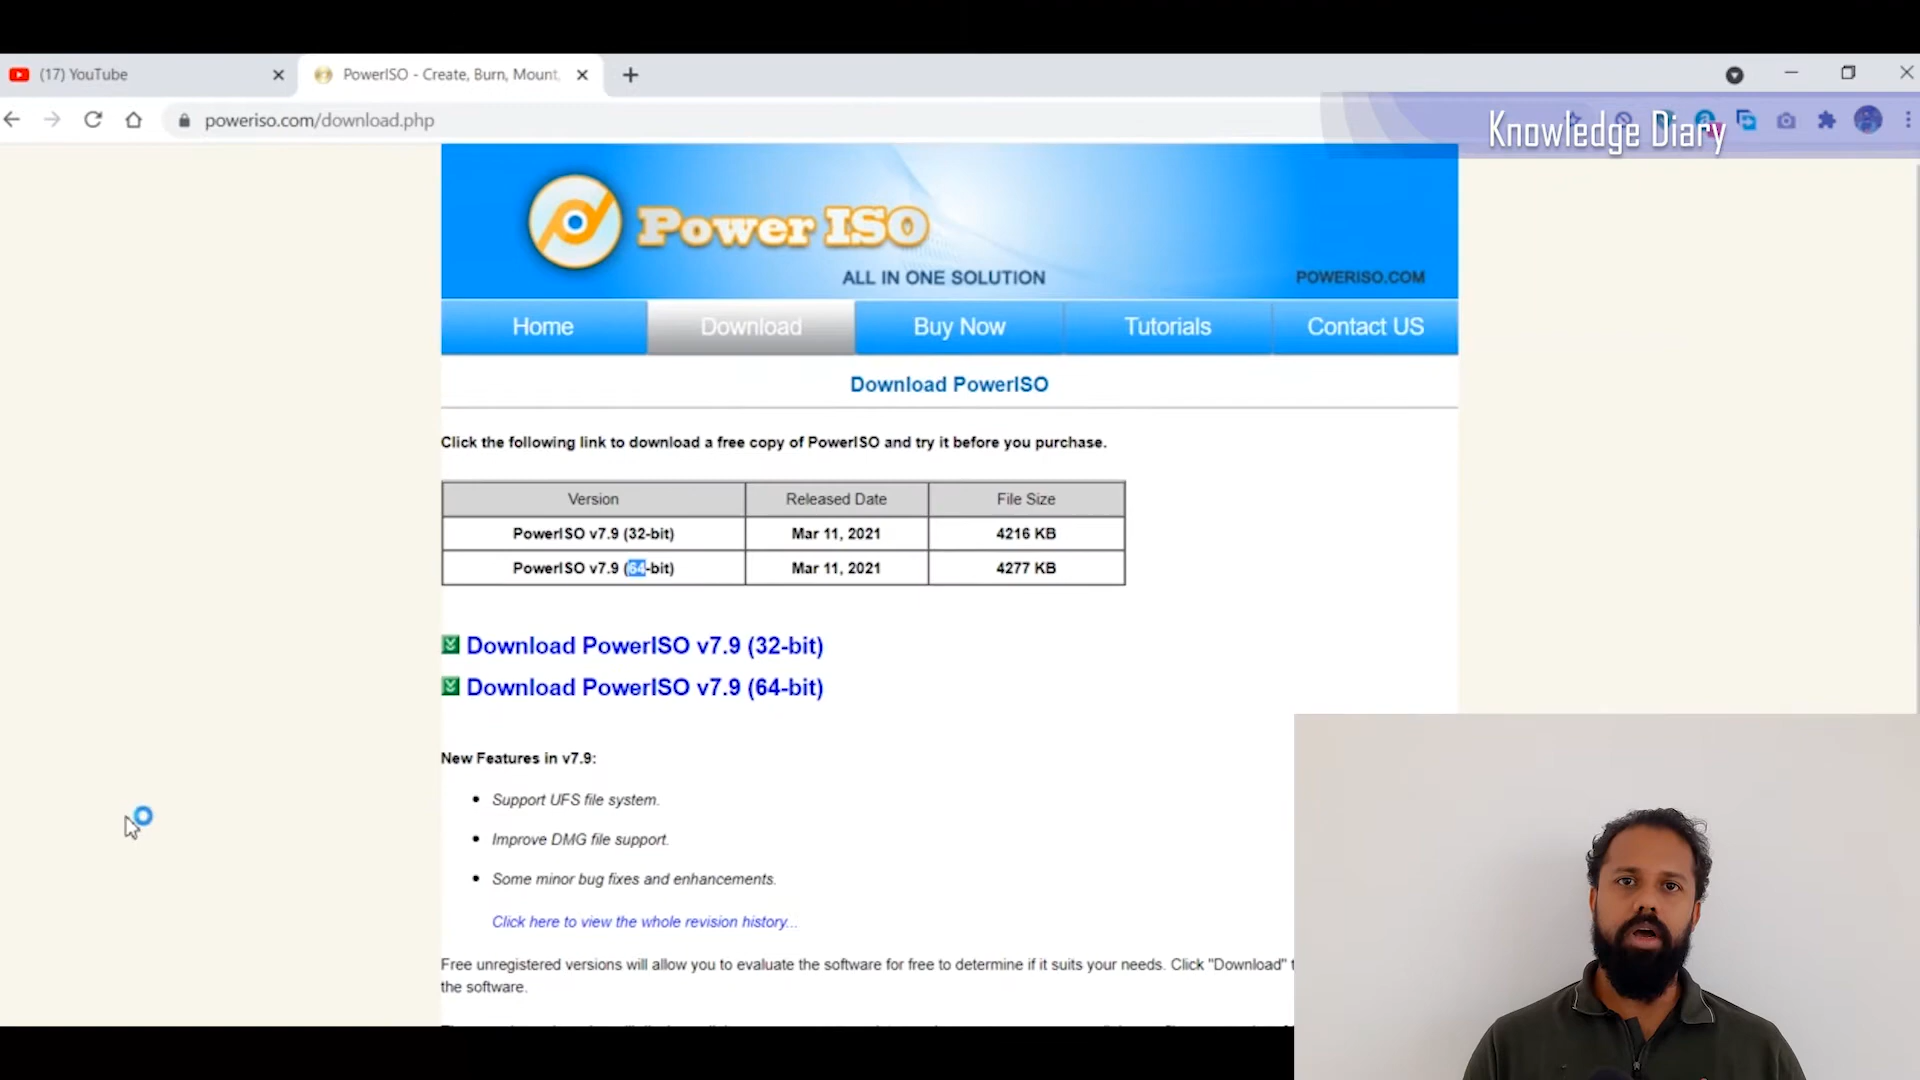 (17) YouTube
PowerISO - Create, Burn, Mount,
poweriso.com/download.php
Knowledge Diary
Power ISO
ALL IN ONE SOLUTION
POWERISO.COM
Home Download Buy Now Tutorials Contact US
Download PowerISO
Click the following link to download a free copy of PowerISO and try it before you purchase.
Version Released Date File Size
PowerISO v7.9 (32-bit) Mar 11, 2021 4216 KB
PowerISO v7.9 (64-bit) Mar 11, 2021 4277 KB
Download PowerISO v7.9 (32-bit)
Download PowerISO v7.9 (64-bit)
New Features in v7.9:
Support UFS file system.
Improve DMG file support.
Some minor bug fixes and enhancements.
Click here to view the whole revision history...
Free unregistered versions will allow you to evaluate the software for free to determine if it suits your needs. Click "Download"
the software.